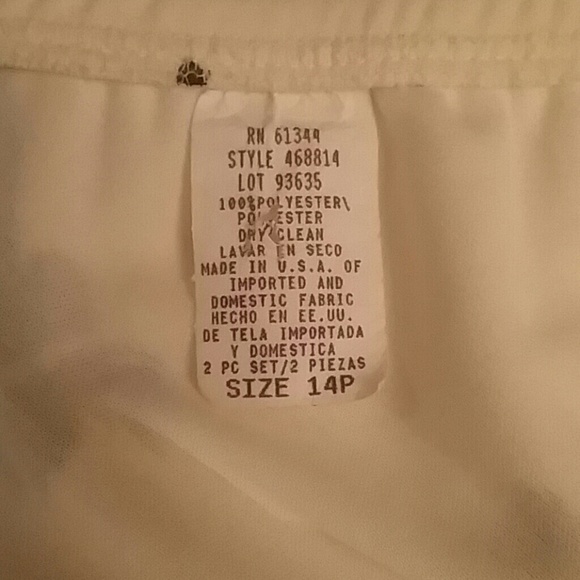 RN 61344
STYLE 468814
LOT 93635
100%POLYESTER\
POLYESTER
DRY CLEAN
LAVAR EN SECO
MADE IN U.S.A. OF
IMPORTED AND
DOMESTIC FABRIC
HECHO EN EE.UU.
DE TELA IMPORTADA
Y DOMESTICA
2 PC SET/2 PIEZAS
SIZE 14P